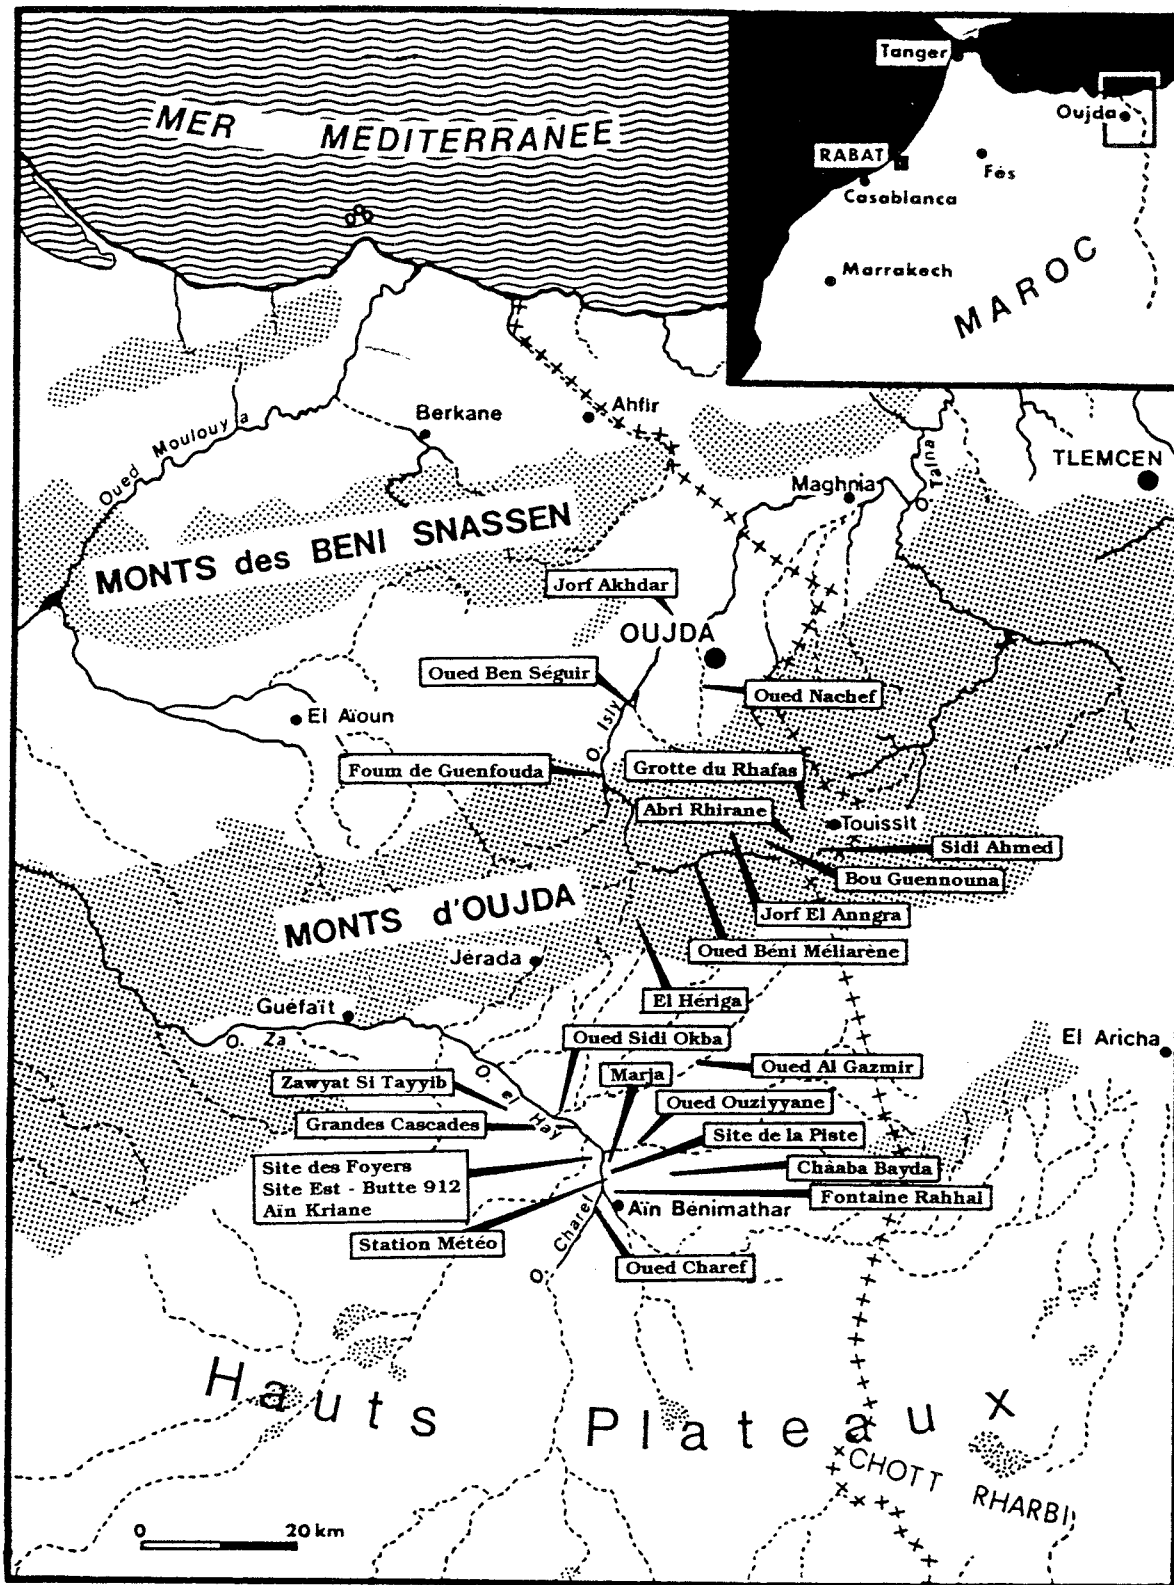 MER MEDITERRANEE
Tanger
Oujda
RABAT
Fés
Casablanca
Marrakech
MAROC
Berkane
Ahfir
Oued Moulouya
TLEMCEN
Maghnia
O. Tafna
MONTS des BENI SNASSEN
Jorf Akhdar
OUJDA
Oued Ben Séguir
Oued Nachef
El Aïoun
O. Isly
Foum de Guenfouda
Grotte du Rhafas
Abri Rhirane
Touissit
Sidi Ahmed
Bou Guennouna
Jorf El Anngra
MONTS d'OUJDA
Oued Béni Méliarène
Jérada
El Hériga
Guéfaït
O. Za
Oued Sidi Okba
El Aricha
Oued Al Gazmir
Marja
Zawyat Si Tayyib
O. el Hay
Oued Ouziyyane
Grandes Cascades
Site de la Piste
Site des Foyers
Site Est - Butte 912
Aïn Kriane
Chàaba Bayda
Fontaine Rahhal
Aïn Bénimathar
Station Météo
O. Charef
Oued Charef
Hauts Plateaux
CHOTT RHARBI
0 20 km